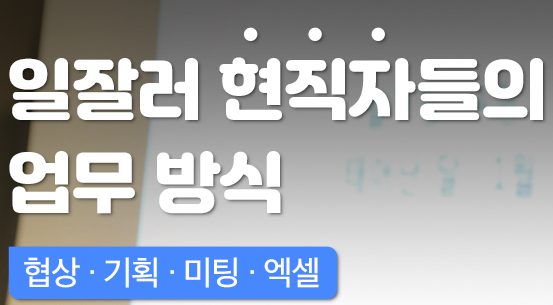 일잘러 현직자들의
업무 방식
협상 · 기획 · 미팅 · 엑셀